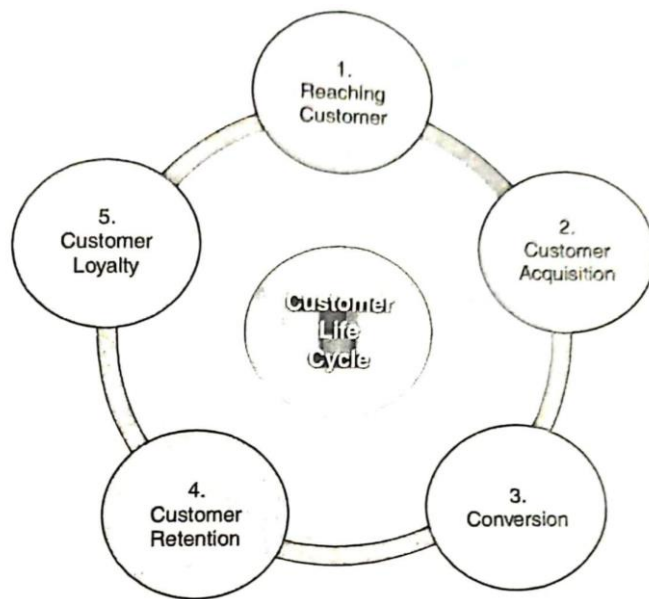 1.
Reaching
Customer
2.
Customer
Acquisition
3.
Conversion
4.
Customer
Retention
5.
Customer
Loyalty
Customer
Life
Cycle